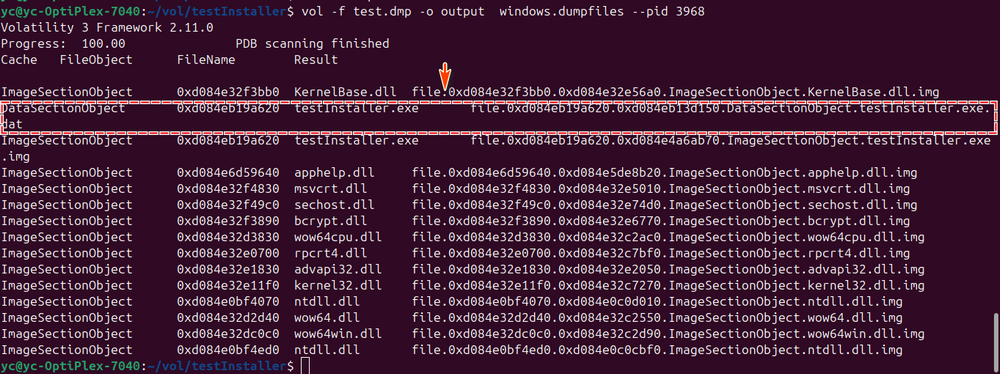 yc@yc-OptiPlex-7040:~/vol/testInstaller$ vol -f test.dmp -o output  windows.dumpfiles --pid 3968
Volatility 3 Framework 2.11.0
Progress:  100.00               PDB scanning finished
Cache   FileObject      FileName        Result

ImageSectionObject      0xd084e32f3bb0  KernelBase.dll  file.0xd084e32f3bb0.0xd084e32e56a0.ImageSectionObject.KernelBase.dll.img
DataSectionObject       0xd084eb19a620  testInstaller.exe       file.0xd084eb19a620.0xd084eb13d150.DataSectionObject.testInstaller.exe.
dat
ImageSectionObject      0xd084eb19a620  testInstaller.exe       file.0xd084eb19a620.0xd084e4a6ab70.ImageSectionObject.testInstaller.exe
.img
ImageSectionObject      0xd084e6d59640  apphelp.dll     file.0xd084e6d59640.0xd084e5de8b20.ImageSectionObject.apphelp.dll.img
ImageSectionObject      0xd084e32f4830  msvcrt.dll      file.0xd084e32f4830.0xd084e32e5010.ImageSectionObject.msvcrt.dll.img
ImageSectionObject      0xd084e32f49c0  sechost.dll     file.0xd084e32f49c0.0xd084e32e74d0.ImageSectionObject.sechost.dll.img
ImageSectionObject      0xd084e32f3890  bcrypt.dll      file.0xd084e32f3890.0xd084e32e6770.ImageSectionObject.bcrypt.dll.img
ImageSectionObject      0xd084e32d3830  wow64cpu.dll    file.0xd084e32d3830.0xd084e32c2ac0.ImageSectionObject.wow64cpu.dll.img
ImageSectionObject      0xd084e32e0700  rpcrt4.dll      file.0xd084e32e0700.0xd084e32c7bf0.ImageSectionObject.rpcrt4.dll.img
ImageSectionObject      0xd084e32e1830  advapi32.dll    file.0xd084e32e1830.0xd084e32e2050.ImageSectionObject.advapi32.dll.img
ImageSectionObject      0xd084e32e11f0  kernel32.dll    file.0xd084e32e11f0.0xd084e32c7270.ImageSectionObject.kernel32.dll.img
ImageSectionObject      0xd084e0bf4070  ntdll.dll       file.0xd084e0bf4070.0xd084e0c0d010.ImageSectionObject.ntdll.dll.img
ImageSectionObject      0xd084e32d2d40  wow64.dll       file.0xd084e32d2d40.0xd084e32c2550.ImageSectionObject.wow64.dll.img
ImageSectionObject      0xd084e32dc0c0  wow64win.dll    file.0xd084e32dc0c0.0xd084e32c2d90.ImageSectionObject.wow64win.dll.img
ImageSectionObject      0xd084e0bf4ed0  ntdll.dll       file.0xd084e0bf4ed0.0xd084e0c0cbf0.ImageSectionObject.ntdll.dll.img
yc@yc-OptiPlex-7040:~/vol/testInstaller$